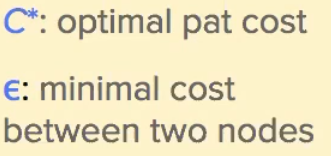 C*: optimal pat cost
ϵ: minimal cost
between two nodes